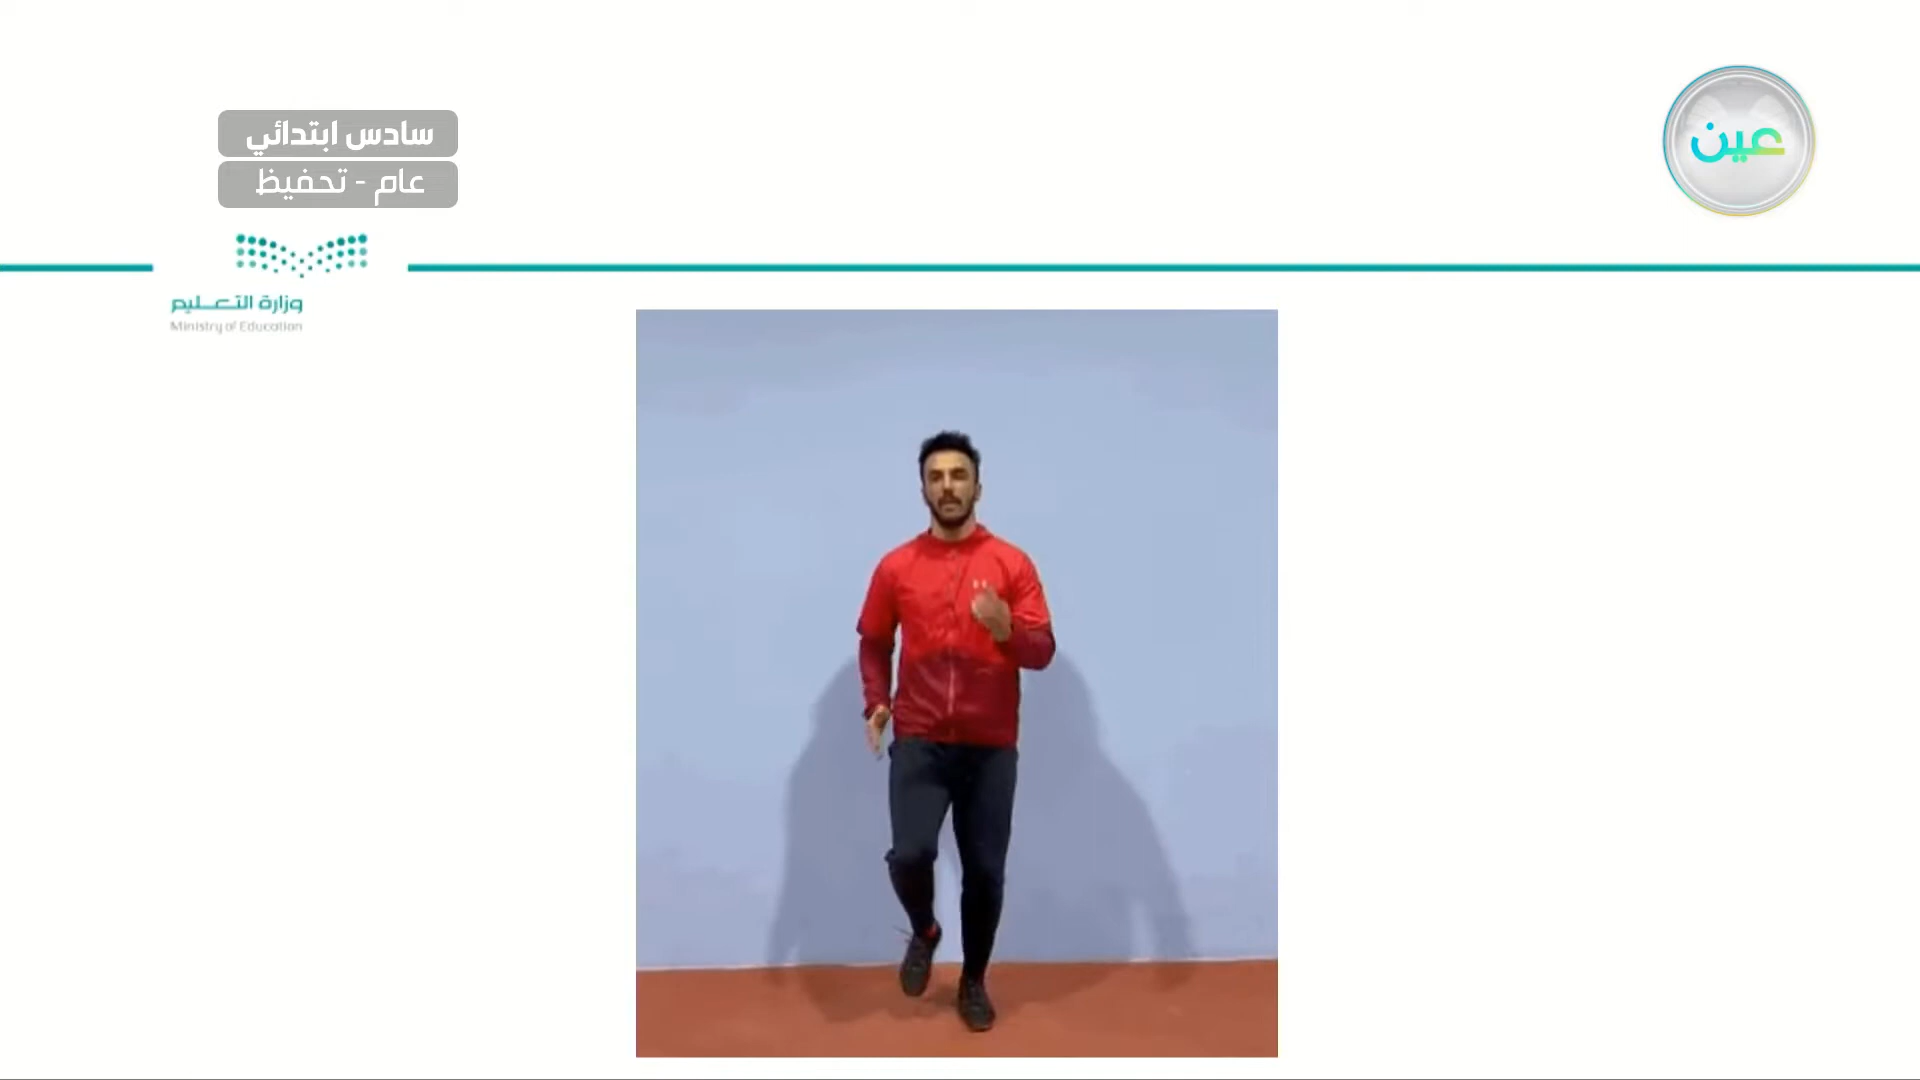 سادس ابتدائي
عام - تحفيظ
عين
وزارة التعليم
Ministry of Education